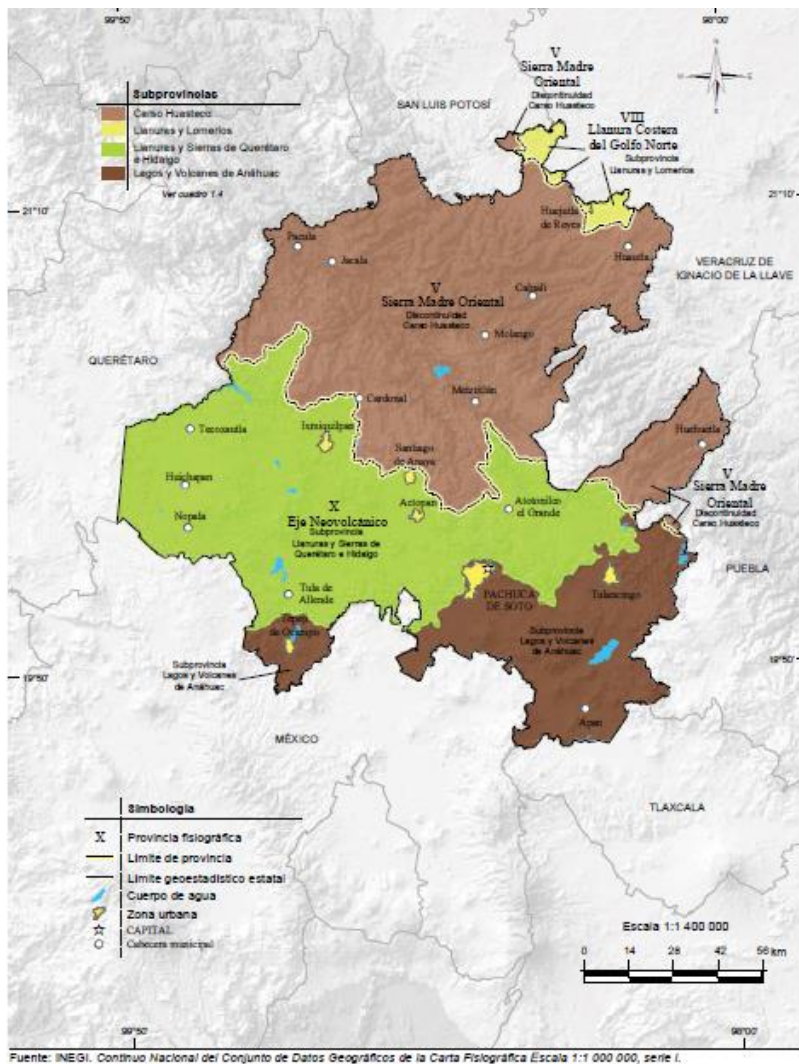 99°50'
98°00'
Subprovincias
Carso Huasteco
Llanuras y Lomeríos
Llanuras y Sierras de Querétaro
e Hidalgo
Lagos y Volcanes de Anáhuac
Ver cuadro 1.4
SAN LUIS POTOSÍ
V
Sierra Madre
Oriental
Discontinuidad
Carso Huasteco
VIII
Llanura Costera
del Golfo Norte
Subprovincia
Llanuras y Lomeríos
21°10'
21°10'
Huejutla
de Reyes
Pacula
Jacala
Huautla
VERACRUZ DE
IGNACIO DE LA LLAVE
V
Sierra Madre Oriental
Discontinuidad
Carso Huasteco
Calnali
Molango
QUERÉTARO
Cardonal
Metztitlán
Tecozautla
Ixmiquilpan
Huehuetla
Santiago
de Anaya
V
Sierra Madre
Oriental
Discontinuidad
Carso Huasteco
Huichapan
Actopan
Atotonilco
el Grande
Nopala
X
Eje Neovolcánico
Subprovincia
Llanuras y Sierras de
Querétaro e Hidalgo
PUEBLA
Tula de
Allende
PACHUCA
DE SOTO
Tulancingo
Tepeji
de Ocampo
Subprovincia
Lagos y Volcanes
de Anáhuac
Subprovincia
Lagos y Volcanes
de Anáhuac
19°50'
19°50'
Apan
MÉXICO
TLAXCALA
Simbología
X Provincia fisiográfica
Límite de provincia
Límite geoestadístico estatal
Cuerpo de agua
Zona urbana
CAPITAL
Cabecera municipal
Escala 1:1 400 000
0 14 28 42 56 km
99°50'
98°00'
Fuente: INEGI. Continuo Nacional del Conjunto de Datos Geográficos de la Carta Fisiográfica Escala 1:1 000 000, serie I.